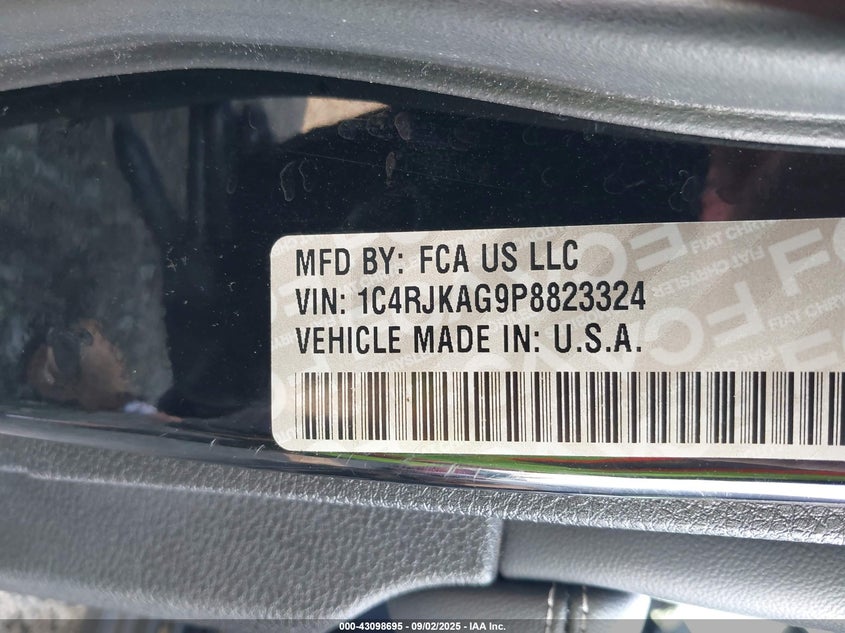 MFD BY: FCA US LLC
VIN: 1C4RJKAG9P8823324
VEHICLE MADE IN: U.S.A.
000-43098695 - 09/02/2025 - IAA Inc.